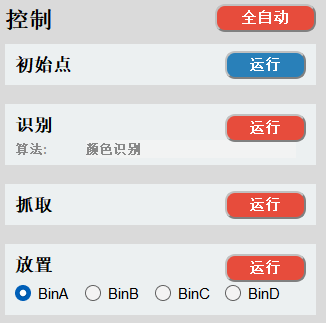 控制 全自动
初始点 运行
识别 运行
算法: 颜色识别
抓取 运行
放置 运行
BinA BinB BinC BinD